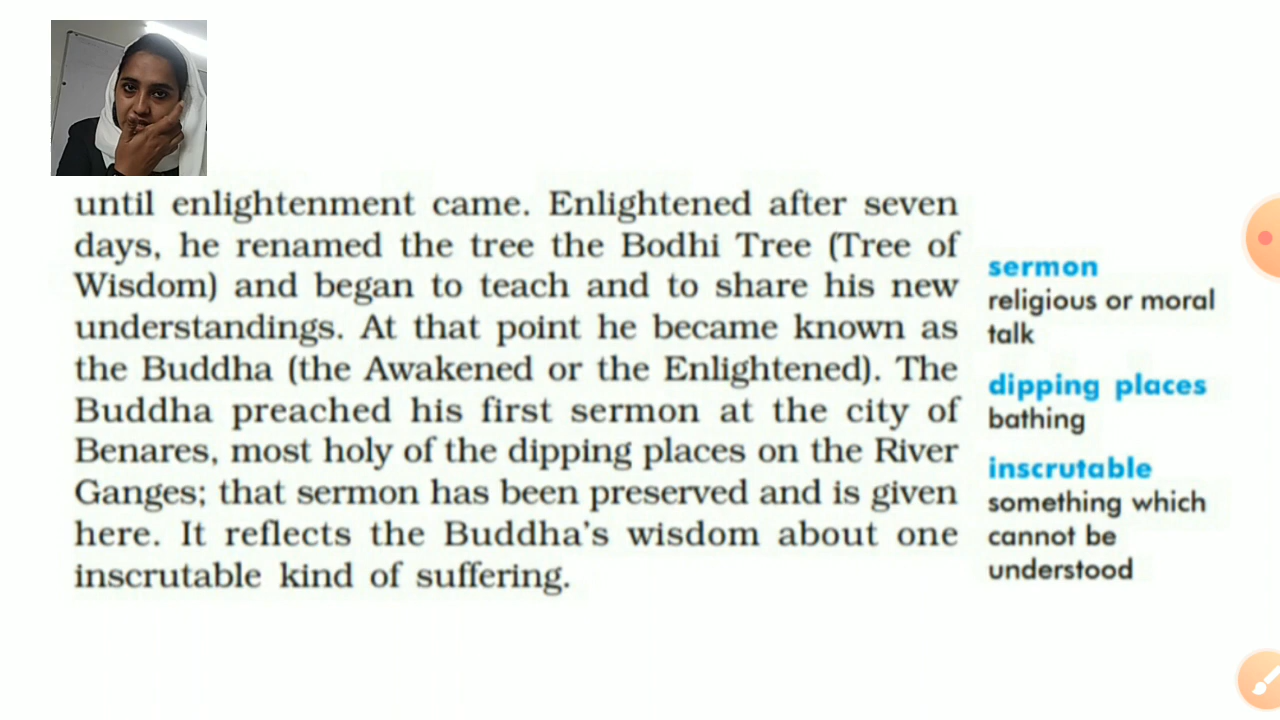 until enlightenment came. Enlightened after seven
days, he renamed the tree the Bodhi Tree (Tree of
Wisdom) and began to teach and to share his new
understandings. At that point he became known as
the Buddha (the Awakened or the Enlightened). The
Buddha preached his first sermon at the city of
Benares, most holy of the dipping places on the River
Ganges; that sermon has been preserved and is given
here. It reflects the Buddha's wisdom about one
inscrutable kind of suffering.
sermon
religious or moral
talk
dipping places
bathing
inscrutable
something which
cannot be
understood